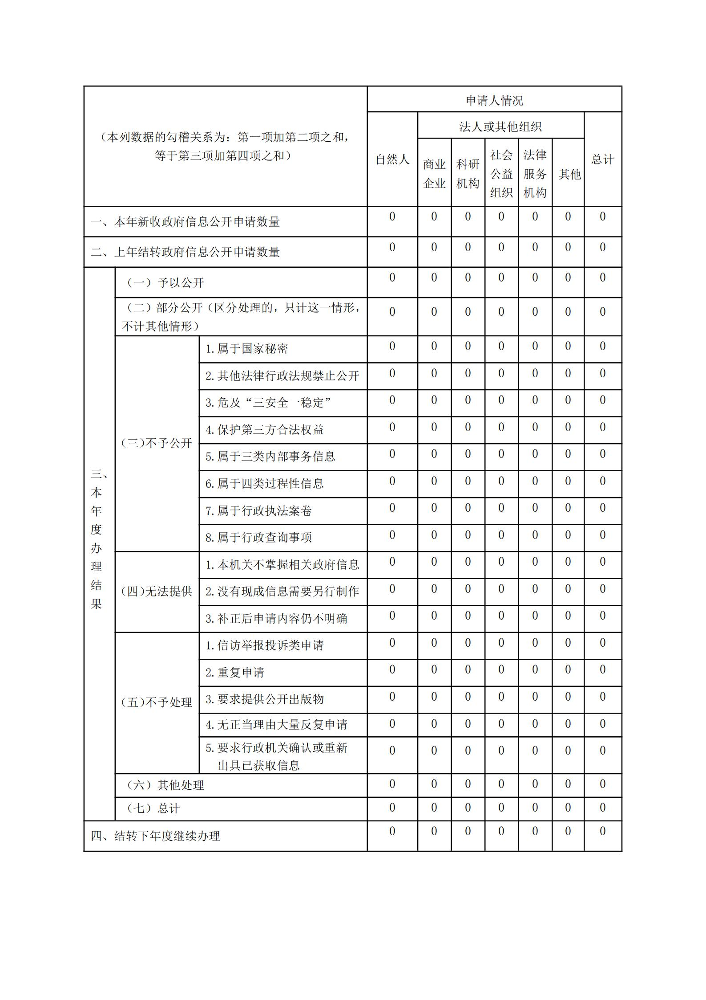 申请人情况
（本列数据的勾稽关系为：第一项加第二项之和，
等于第三项加第四项之和）
自然人
法人或其他组织
总计
商业
企业
科研
机构
社会
公益
组织
法律
服务
机构
其他
一、本年新收政府信息公开申请数量 0 0 0 0 0 0 0
二、上年结转政府信息公开申请数量 0 0 0 0 0 0 0
三、
本
年
度
办
理
结
果
（一）予以公开 0 0 0 0 0 0 0
（二）部分公开（区分处理的，只计这一情形，
不计其他情形） 0 0 0 0 0 0 0
（三）不予公开
1.属于国家秘密 0 0 0 0 0 0 0
2.其他法律行政法规禁止公开 0 0 0 0 0 0 0
3.危及“三安全一稳定” 0 0 0 0 0 0 0
4.保护第三方合法权益 0 0 0 0 0 0 0
5.属于三类内部事务信息 0 0 0 0 0 0 0
6.属于四类过程性信息 0 0 0 0 0 0 0
7.属于行政执法案卷 0 0 0 0 0 0 0
8.属于行政查询事项 0 0 0 0 0 0 0
（四）无法提供
1.本机关不掌握相关政府信息 0 0 0 0 0 0 0
2.没有现成信息需要另行制作 0 0 0 0 0 0 0
3.补正后申请内容仍不明确 0 0 0 0 0 0 0
（五）不予处理
1.信访举报投诉类申请 0 0 0 0 0 0 0
2.重复申请 0 0 0 0 0 0 0
3.要求提供公开出版物 0 0 0 0 0 0 0
4.无正当理由大量反复申请 0 0 0 0 0 0 0
5.要求行政机关确认或重新
出具已获取信息 0 0 0 0 0 0 0
（六）其他处理 0 0 0 0 0 0 0
（七）总计 0 0 0 0 0 0 0
四、结转下年度继续办理 0 0 0 0 0 0 0